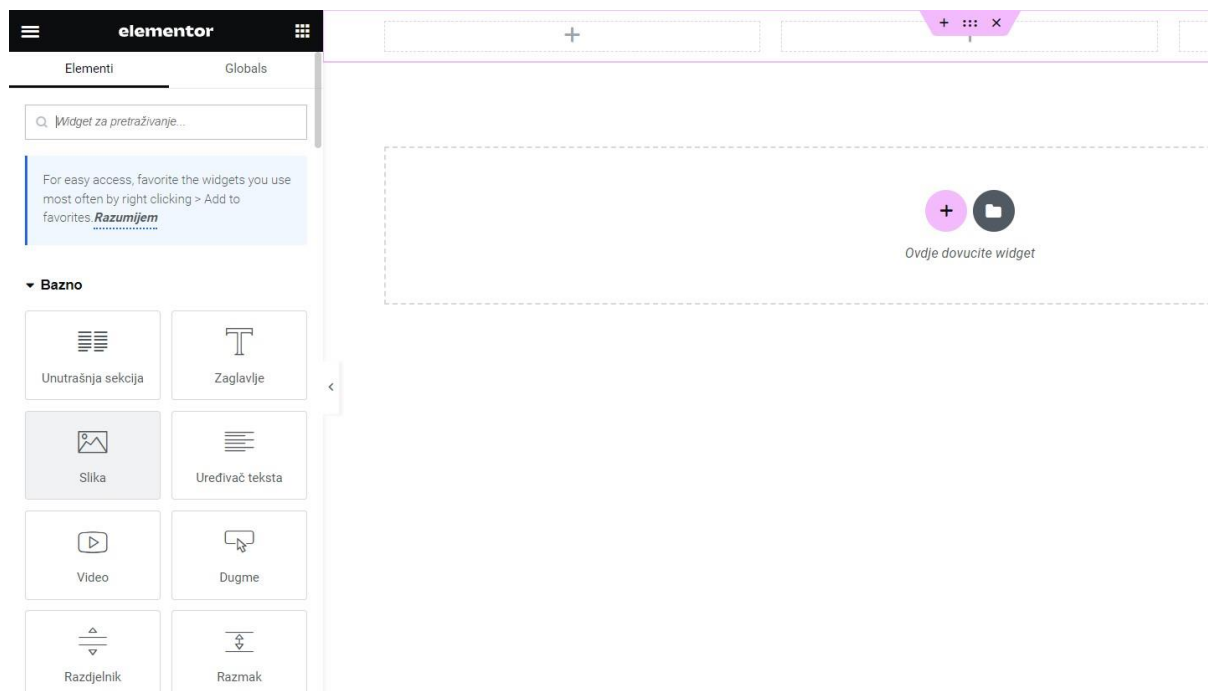 elementor
Elementi
Globals
Widget za pretraživanje...
For easy access, favorite the widgets you use
most often by right clicking > Add to
favorites.Razumijem
Bazno
Unutrašnja sekcija
Zaglavlje
Slika
Uređivač teksta
Video
Dugme
Razdjelnik
Razmak
Ovdje dovucite widget